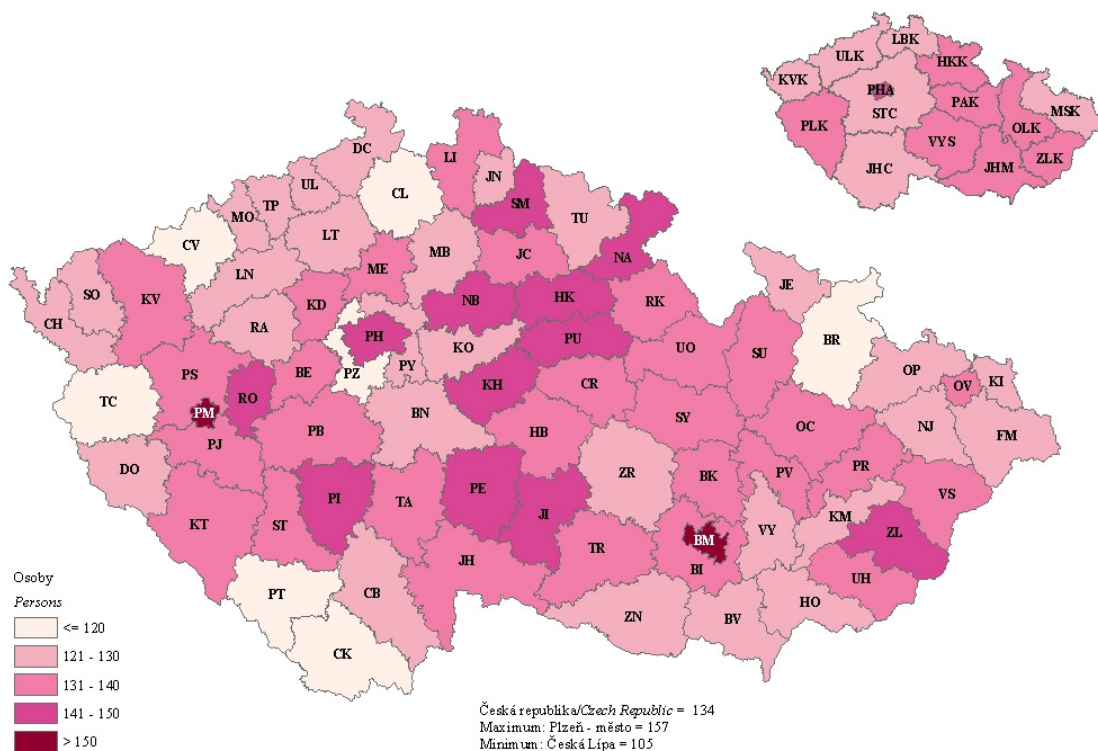 LBK
ULK
HKK
KVK
PHA
PAK
STC
MSK
PLK
OLK
VYS
ZLK
JHC
JHM
DC
LI
JN
UL
CL
SM
TP
MO
TU
LT
CV
MB
JC
NA
LN
ME
SO
KV
JE
NB
HK
KD
RK
CH
RA
PH
PU
BR
KO
UO
SU
PY
PS
BE
PZ
OP
KH
CR
OV
KI
RO
TC
PM
BN
SY
OC
NJ
FM
PB
HB
PJ
DO
ZR
PR
BK
PV
PE
VS
PI
TA
JI
KM
KT
ST
VY
ZL
BM
TR
JH
BI
UH
Osoby
PT
CB
HO
Persons
ZN
BV
<= 120
CK
121 - 130
131 - 140
141 - 150
Česká republika/Czech Republic = 134
Maximum: Plzeň - město = 157
> 150
Minimum: Česká Lípa = 105